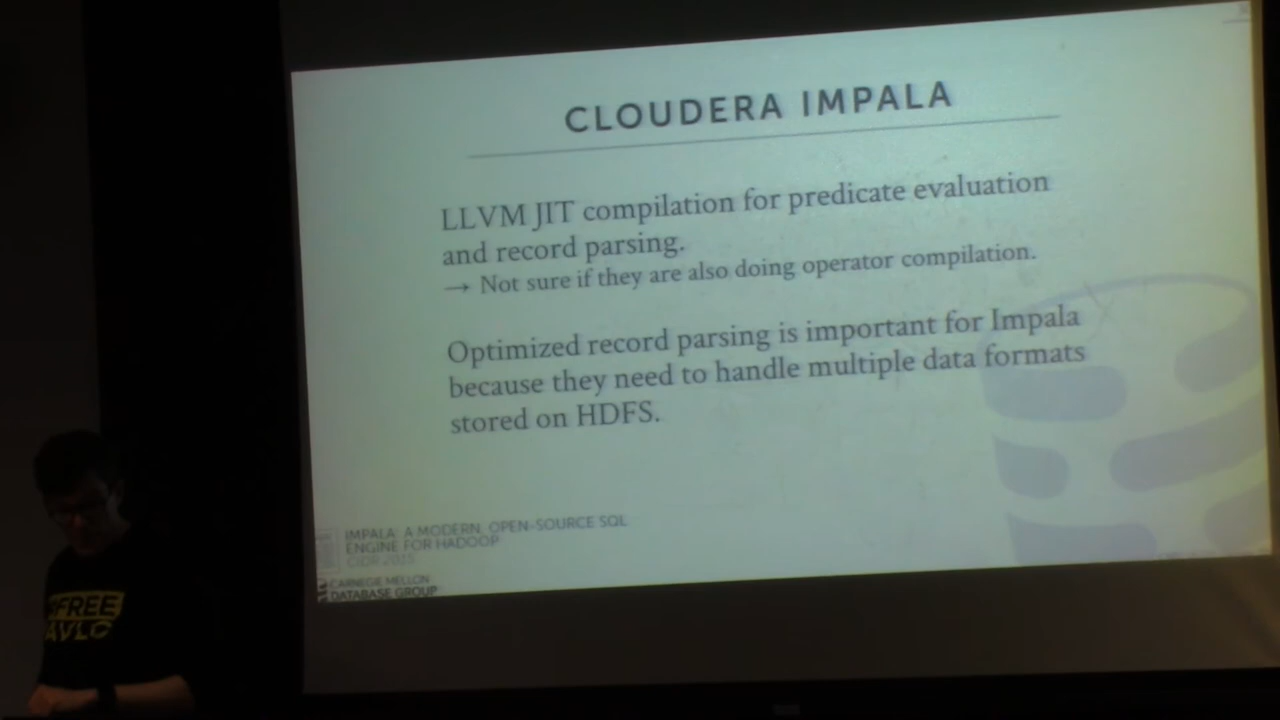 CLOUDERA IMPALA
LLVM JIT compilation for predicate evaluation
and record parsing.
→ Not sure if they are also doing operator compilation.
Optimized record parsing is important for Impala
because they need to handle multiple data formats
stored on HDFS.
IMPALA: A MODERN, OPEN-SOURCE SQL
ENGINE FOR HADOOP
CIDR 2015
CARNEGIE MELLON
DATABASE GROUP
#FREE
AVLO